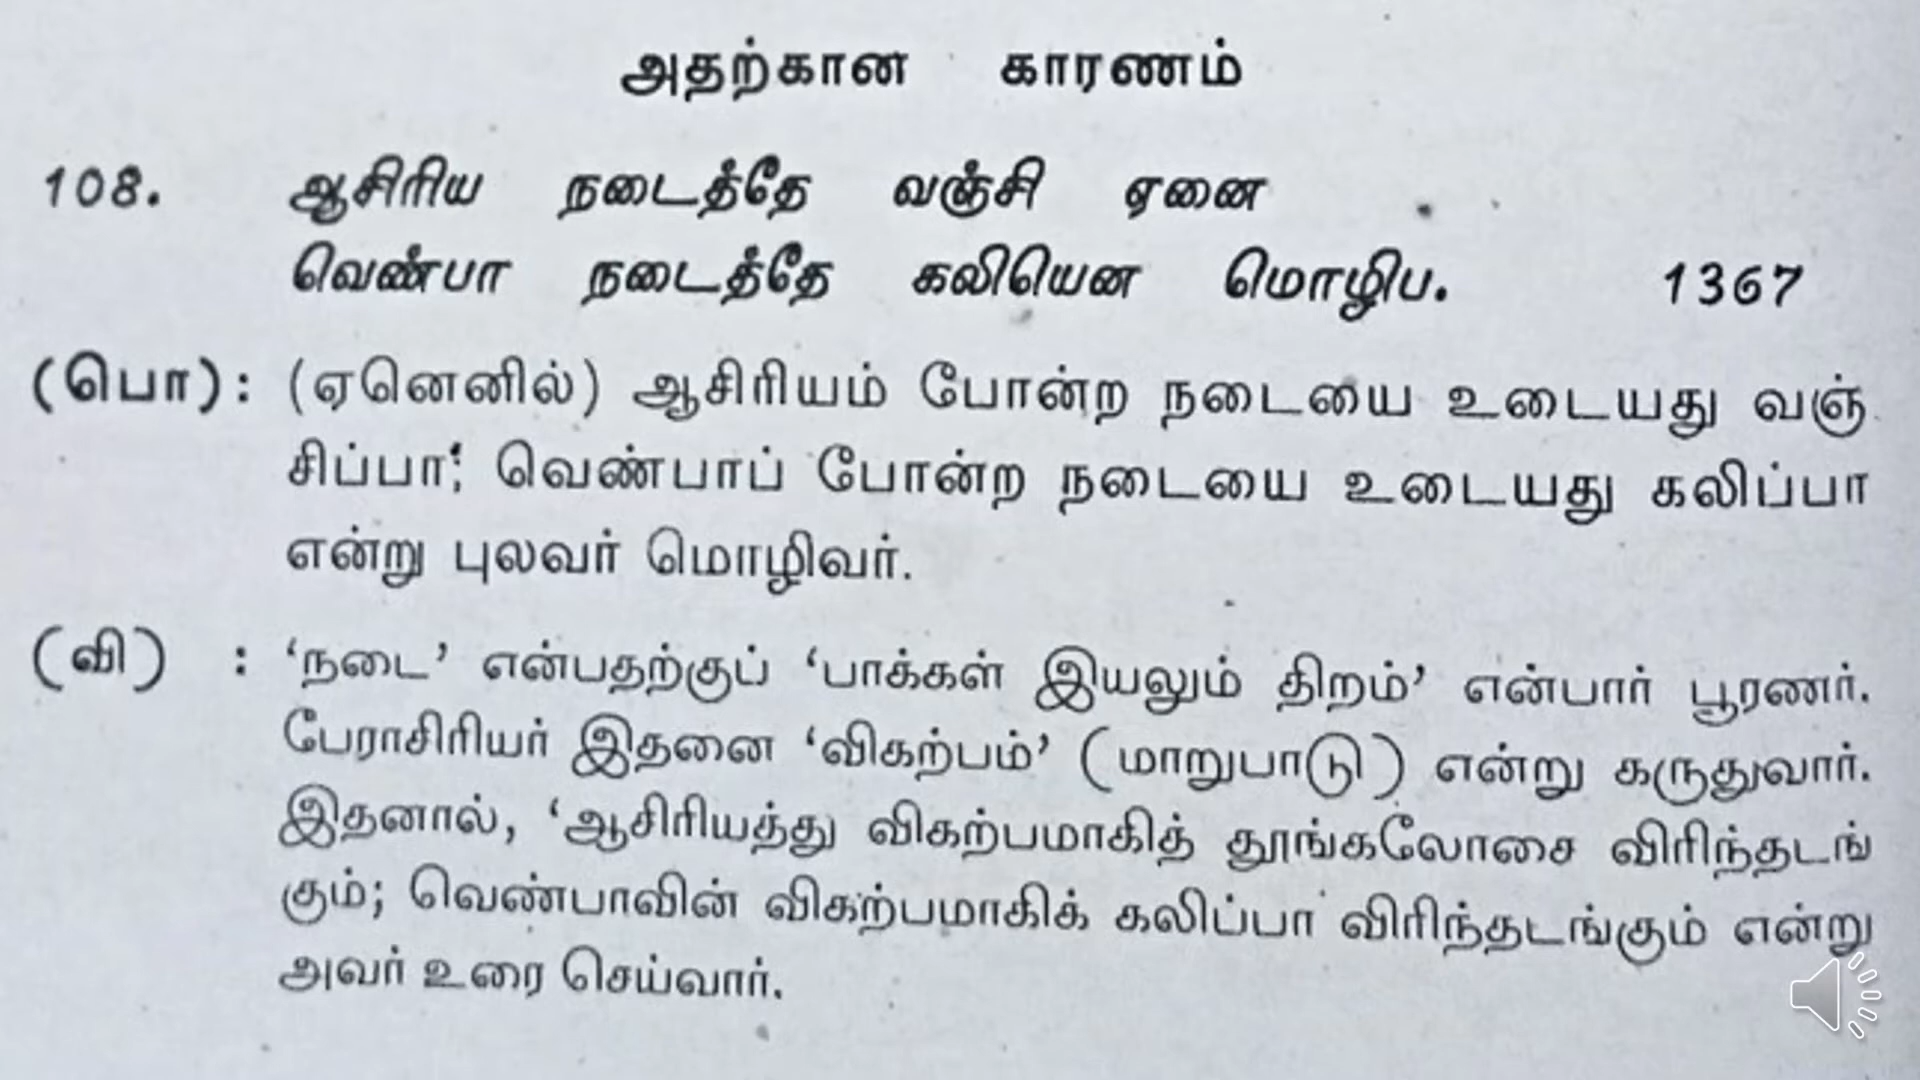 அதற்கான காரணம்
108. ஆசிரிய நடைத்தே வஞ்சி ஏனை
வெண்பா நடைத்தே கலியென மொழிப. 1367
(பொ): (ஏனெனில்) ஆசிரியம் போன்ற நடையை உடையது வஞ்
சிப்பா; வெண்பாப் போன்ற நடையை உடையது கலிப்பா
என்று புலவர் மொழிவர்.
(வி) : ‘நடை’ என்பதற்குப் ‘பாக்கள் இயலும் திறம்’ என்பார் பூரணர்.
பேராசிரியர் இதனை ‘விகற்பம்’ (மாறுபாடு) என்று கருதுவார்.
இதனால், ‘ஆசிரியத்து விகற்பமாகித் தூங்கலோசை விரிந்தடங்
கும்; வெண்பாவின் விகற்பமாகிக் கலிப்பா விரிந்தடங்கும் என்று
அவர் உரை செய்வார்.